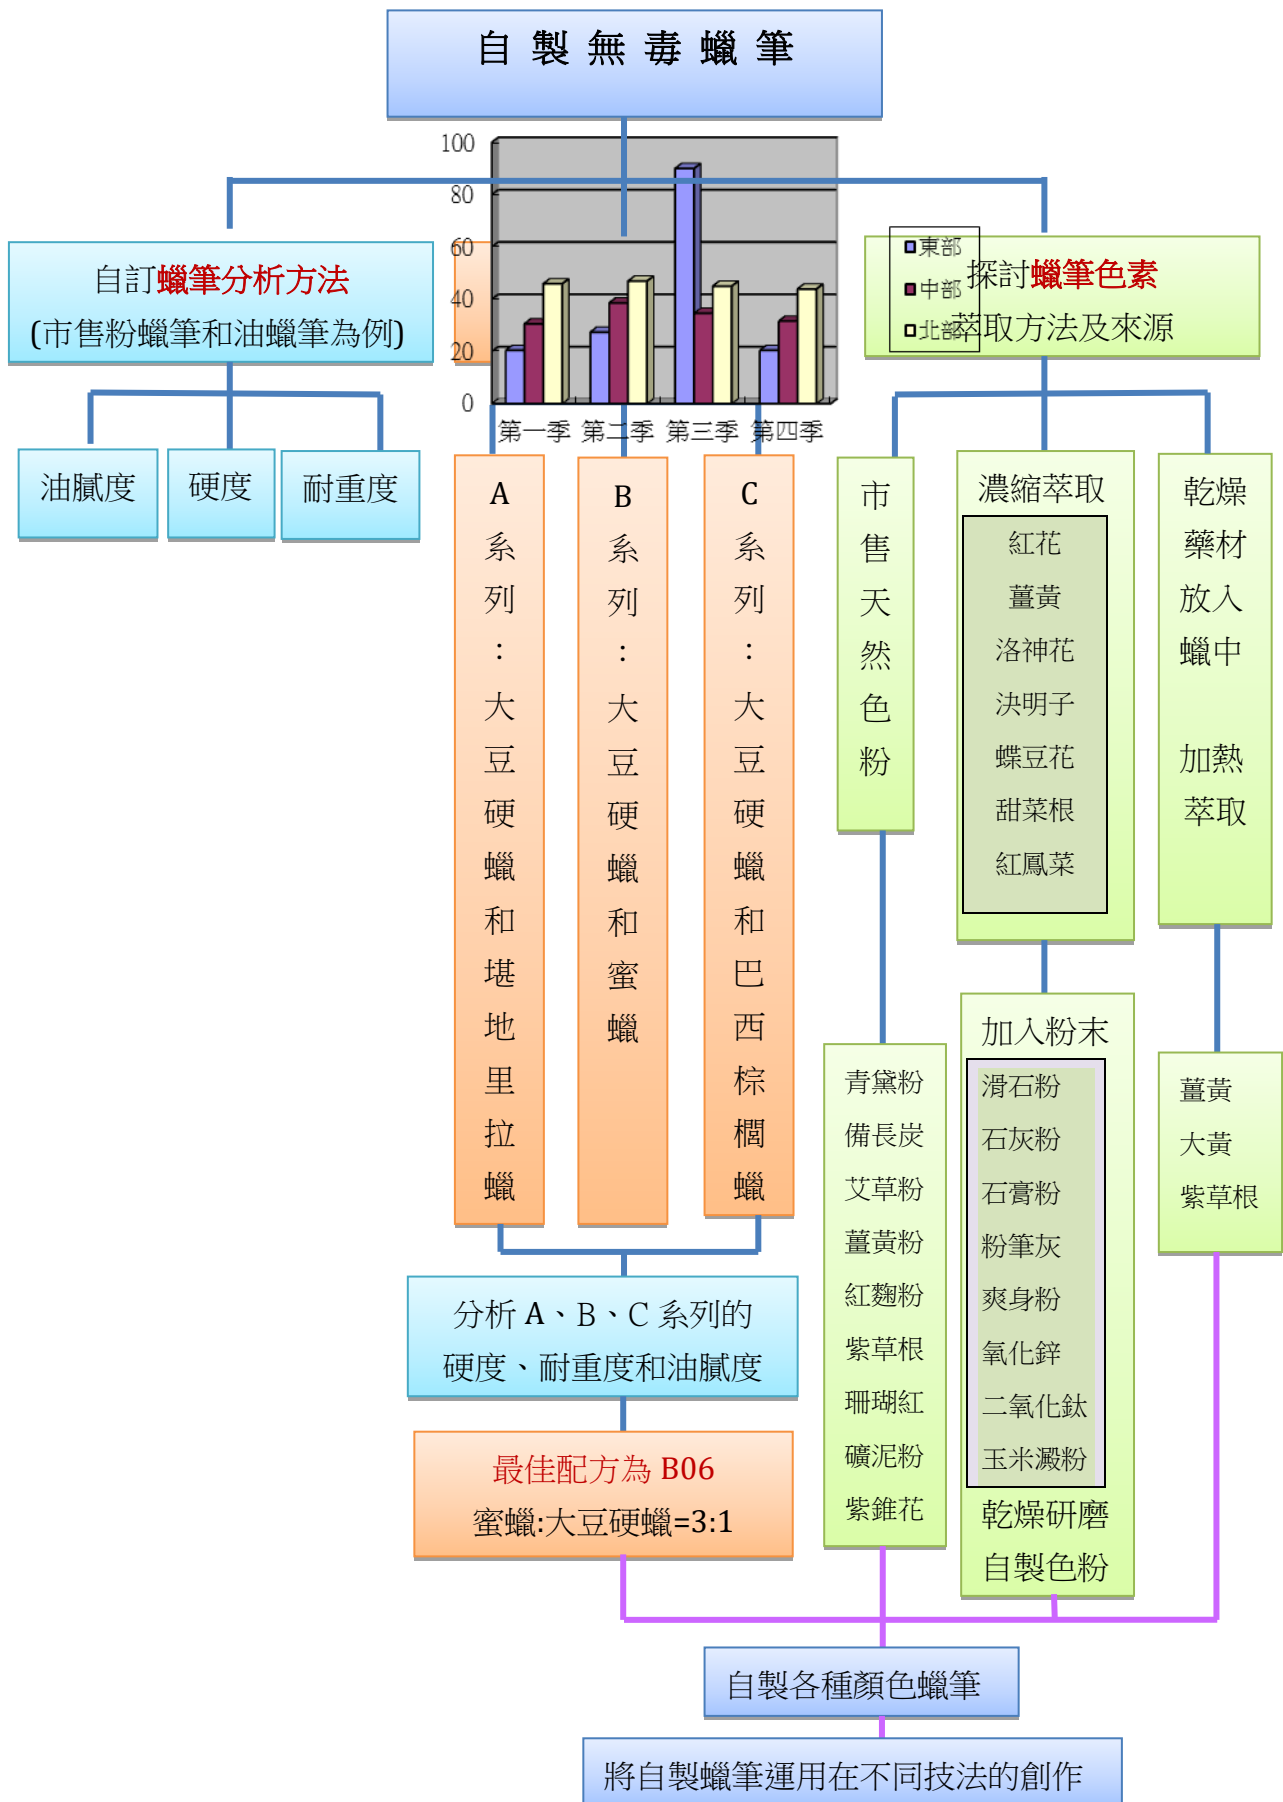 自製無毒蠟筆
100
80
60
40
20
0
第一季 第二季 第三季 第四季
東部
中部
北部
自訂蠟筆分析方法
(市售粉蠟筆和油蠟筆為例)
油膩度
硬度
耐重度
探討蠟筆色素
萃取方法及來源
A系列：大豆硬蠟和堪地里拉蠟
B系列：大豆硬蠟和蜜蠟
C系列：大豆硬蠟和巴西棕櫚蠟
分析 A、B、C 系列的
硬度、耐重度和油膩度
最佳配方為 B06
蜜蠟:大豆硬蠟=3:1
市售天然色粉
青黛粉
備長炭
艾草粉
薑黃粉
紅麴粉
紫草根
珊瑚紅
礦泥粉
紫錐花
濃縮萃取
紅花
薑黃
洛神花
決明子
蝶豆花
甜菜根
紅鳳菜
加入粉末
滑石粉
石灰粉
石膏粉
粉筆灰
爽身粉
氧化鋅
二氧化鈦
玉米澱粉
乾燥研磨
自製色粉
乾燥
藥材
放入
蠟中
加熱
萃取
薑黃
大黃
紫草根
自製各種顏色蠟筆
將自製蠟筆運用在不同技法的創作